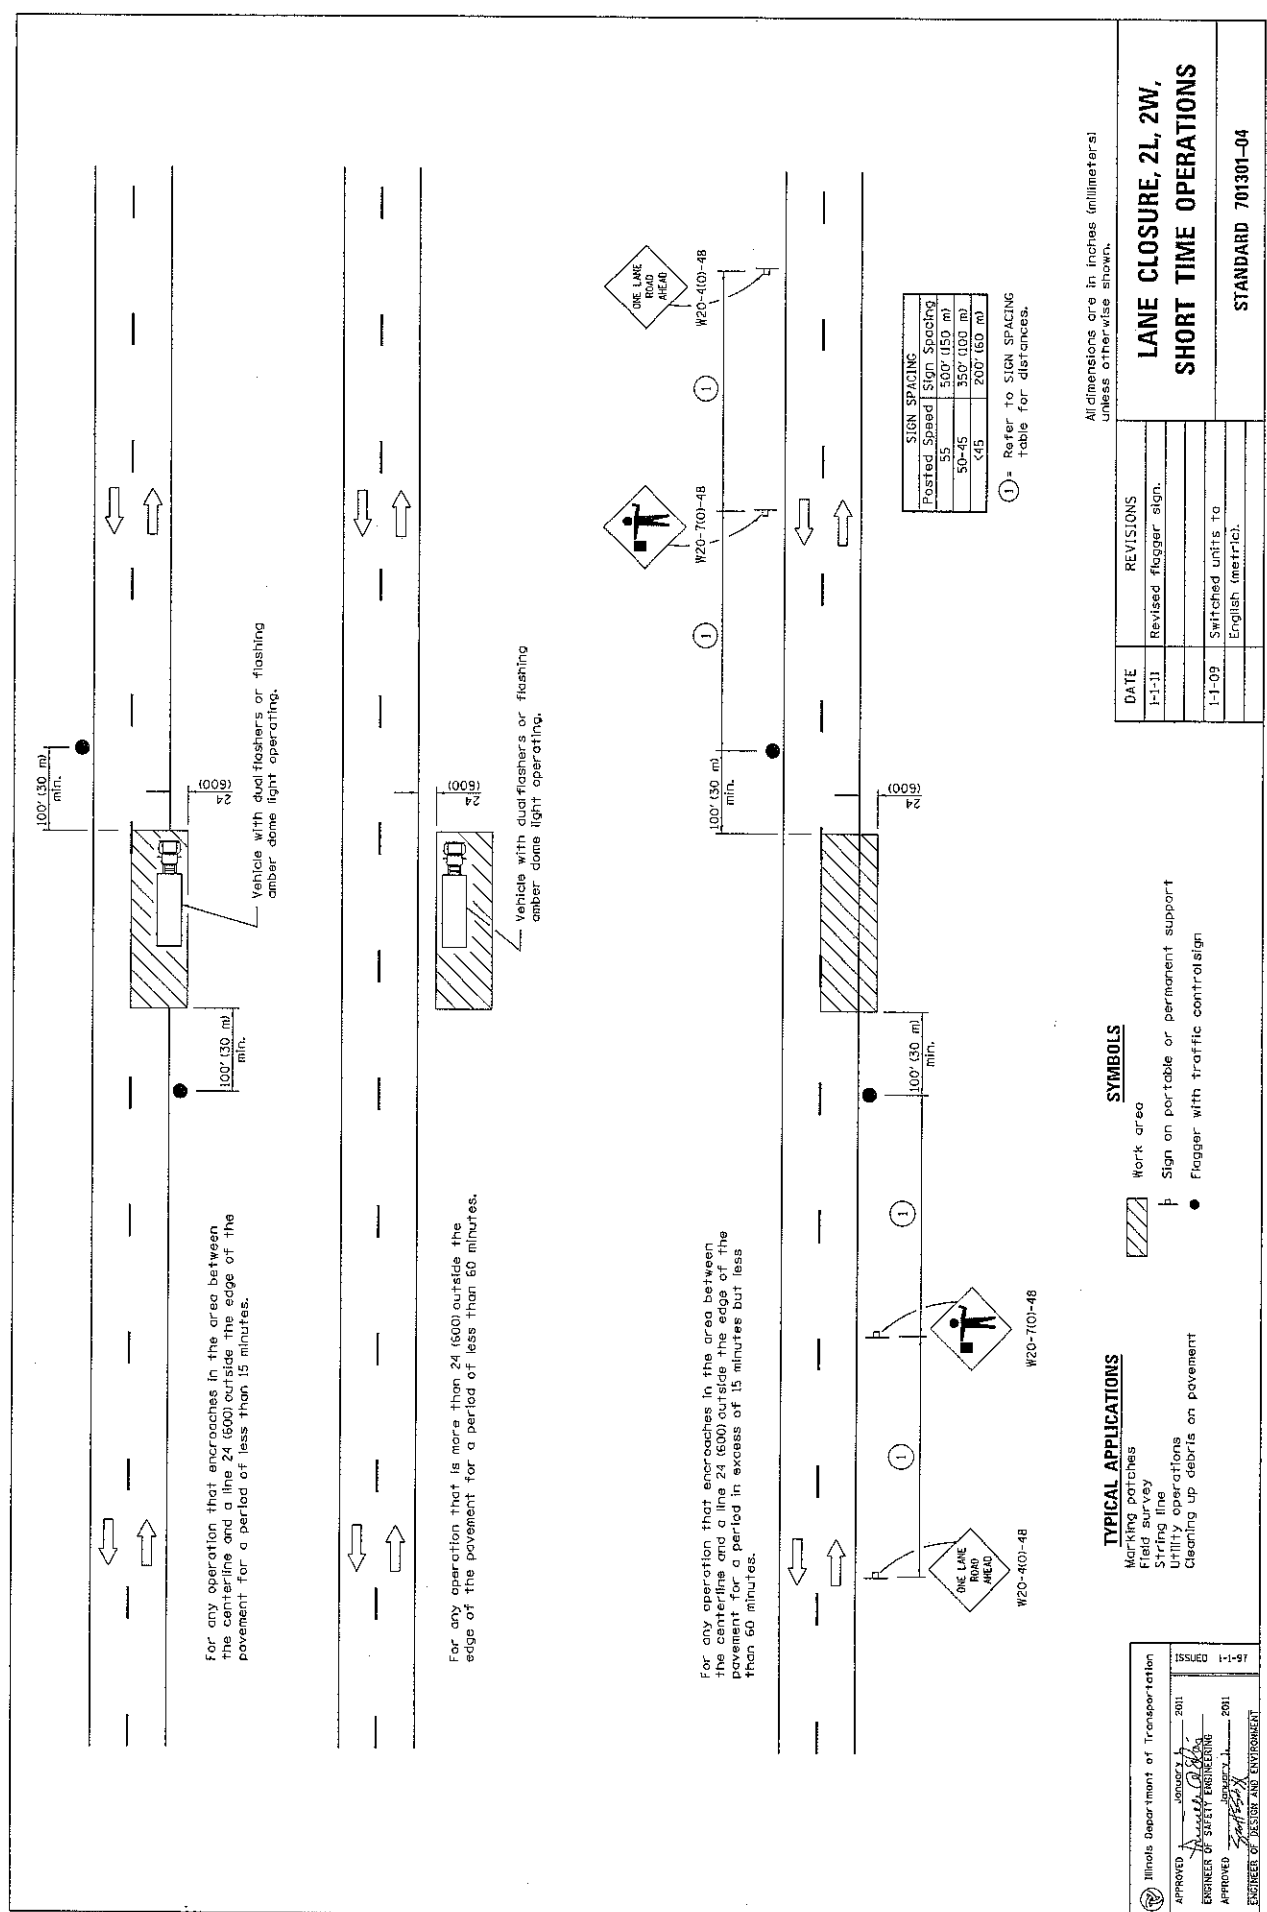 100' (30 m)
min.
24
(600)
100' (30 m)
min.
Vehicle with dual flashers or flashing
amber dome light operating.
For any operation that encroaches in the area between
the centerline and a line 24 (600) outside the edge of the
pavement for a period of less than 15 minutes.
24
(600)
Vehicle with dual flashers or flashing
amber dome light operating.
For any operation that is more than 24 (600) outside the
edge of the pavement for a period of less than 60 minutes.
ONE LANE
ROAD
AHEAD
W20-4(O)-48
W20-7(O)-48
1
1
100' (30 m)
min.
24
(600)
100' (30 m)
min.
For any operation that encroaches in the area between
the centerline and a line 24 (600) outside the edge of the
pavement for a period in excess of 15 minutes but less
than 60 minutes.
1
1
ONE LANE
ROAD
AHEAD
W20-4(O)-48
W20-7(O)-48
SIGN SPACING
Posted Speed Sign Spacing
55 500' (150 m)
50-45 350' (100 m)
<45 200' (60 m)
1 = Refer to SIGN SPACING
table for distances.
TYPICAL APPLICATIONS
Marking patches
Field survey
String line
Utility operations
Cleaning up debris on pavement
SYMBOLS
Work area
Sign on portable or permanent support
Flagger with traffic control sign
All dimensions are in inches (millimeters)
unless otherwise shown.
Illinois Department of Transportation
APPROVED January 2011
ENGINEER OF SAFETY ENGINEERING
APPROVED January 1, 2011
ENGINEER OF DESIGN AND ENVIRONMENT
ISSUED 1-1-97
DATE REVISIONS
1-1-11 Revised flagger sign.
1-1-09 Switched units to
English (metric).
LANE CLOSURE, 2L, 2W,
SHORT TIME OPERATIONS
STANDARD 701301-04